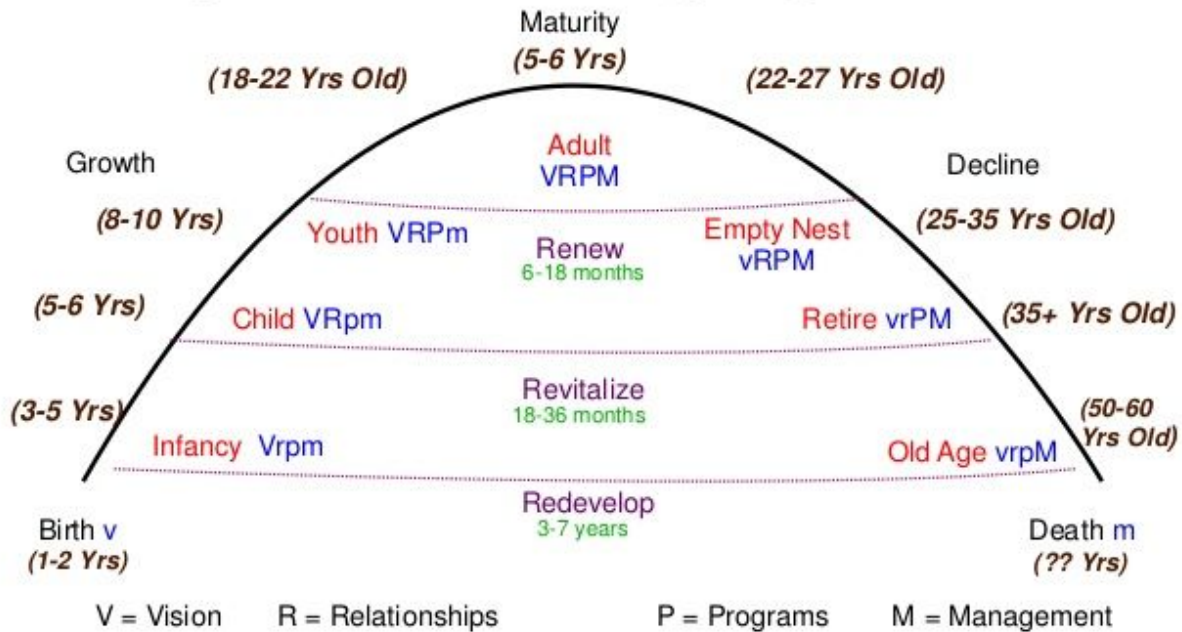 Maturity
(5-6 Yrs)
(18-22 Yrs Old)
(22-27 Yrs Old)
Adult
VRPM
Growth
Decline
(8-10 Yrs)
(25-35 Yrs Old)
Youth VRPm
Empty Nest
vRPM
Renew
6-18 months
(5-6 Yrs)
Child VRpm
Retire vrPM
(35+ Yrs Old)
Revitalize
18-36 months
(3-5 Yrs)
(50-60
Yrs Old)
Infancy Vrpm
Old Age vrpM
Redevelop
3-7 years
Birth v
(1-2 Yrs)
Death m
(?? Yrs)
V = Vision R = Relationships P = Programs M = Management